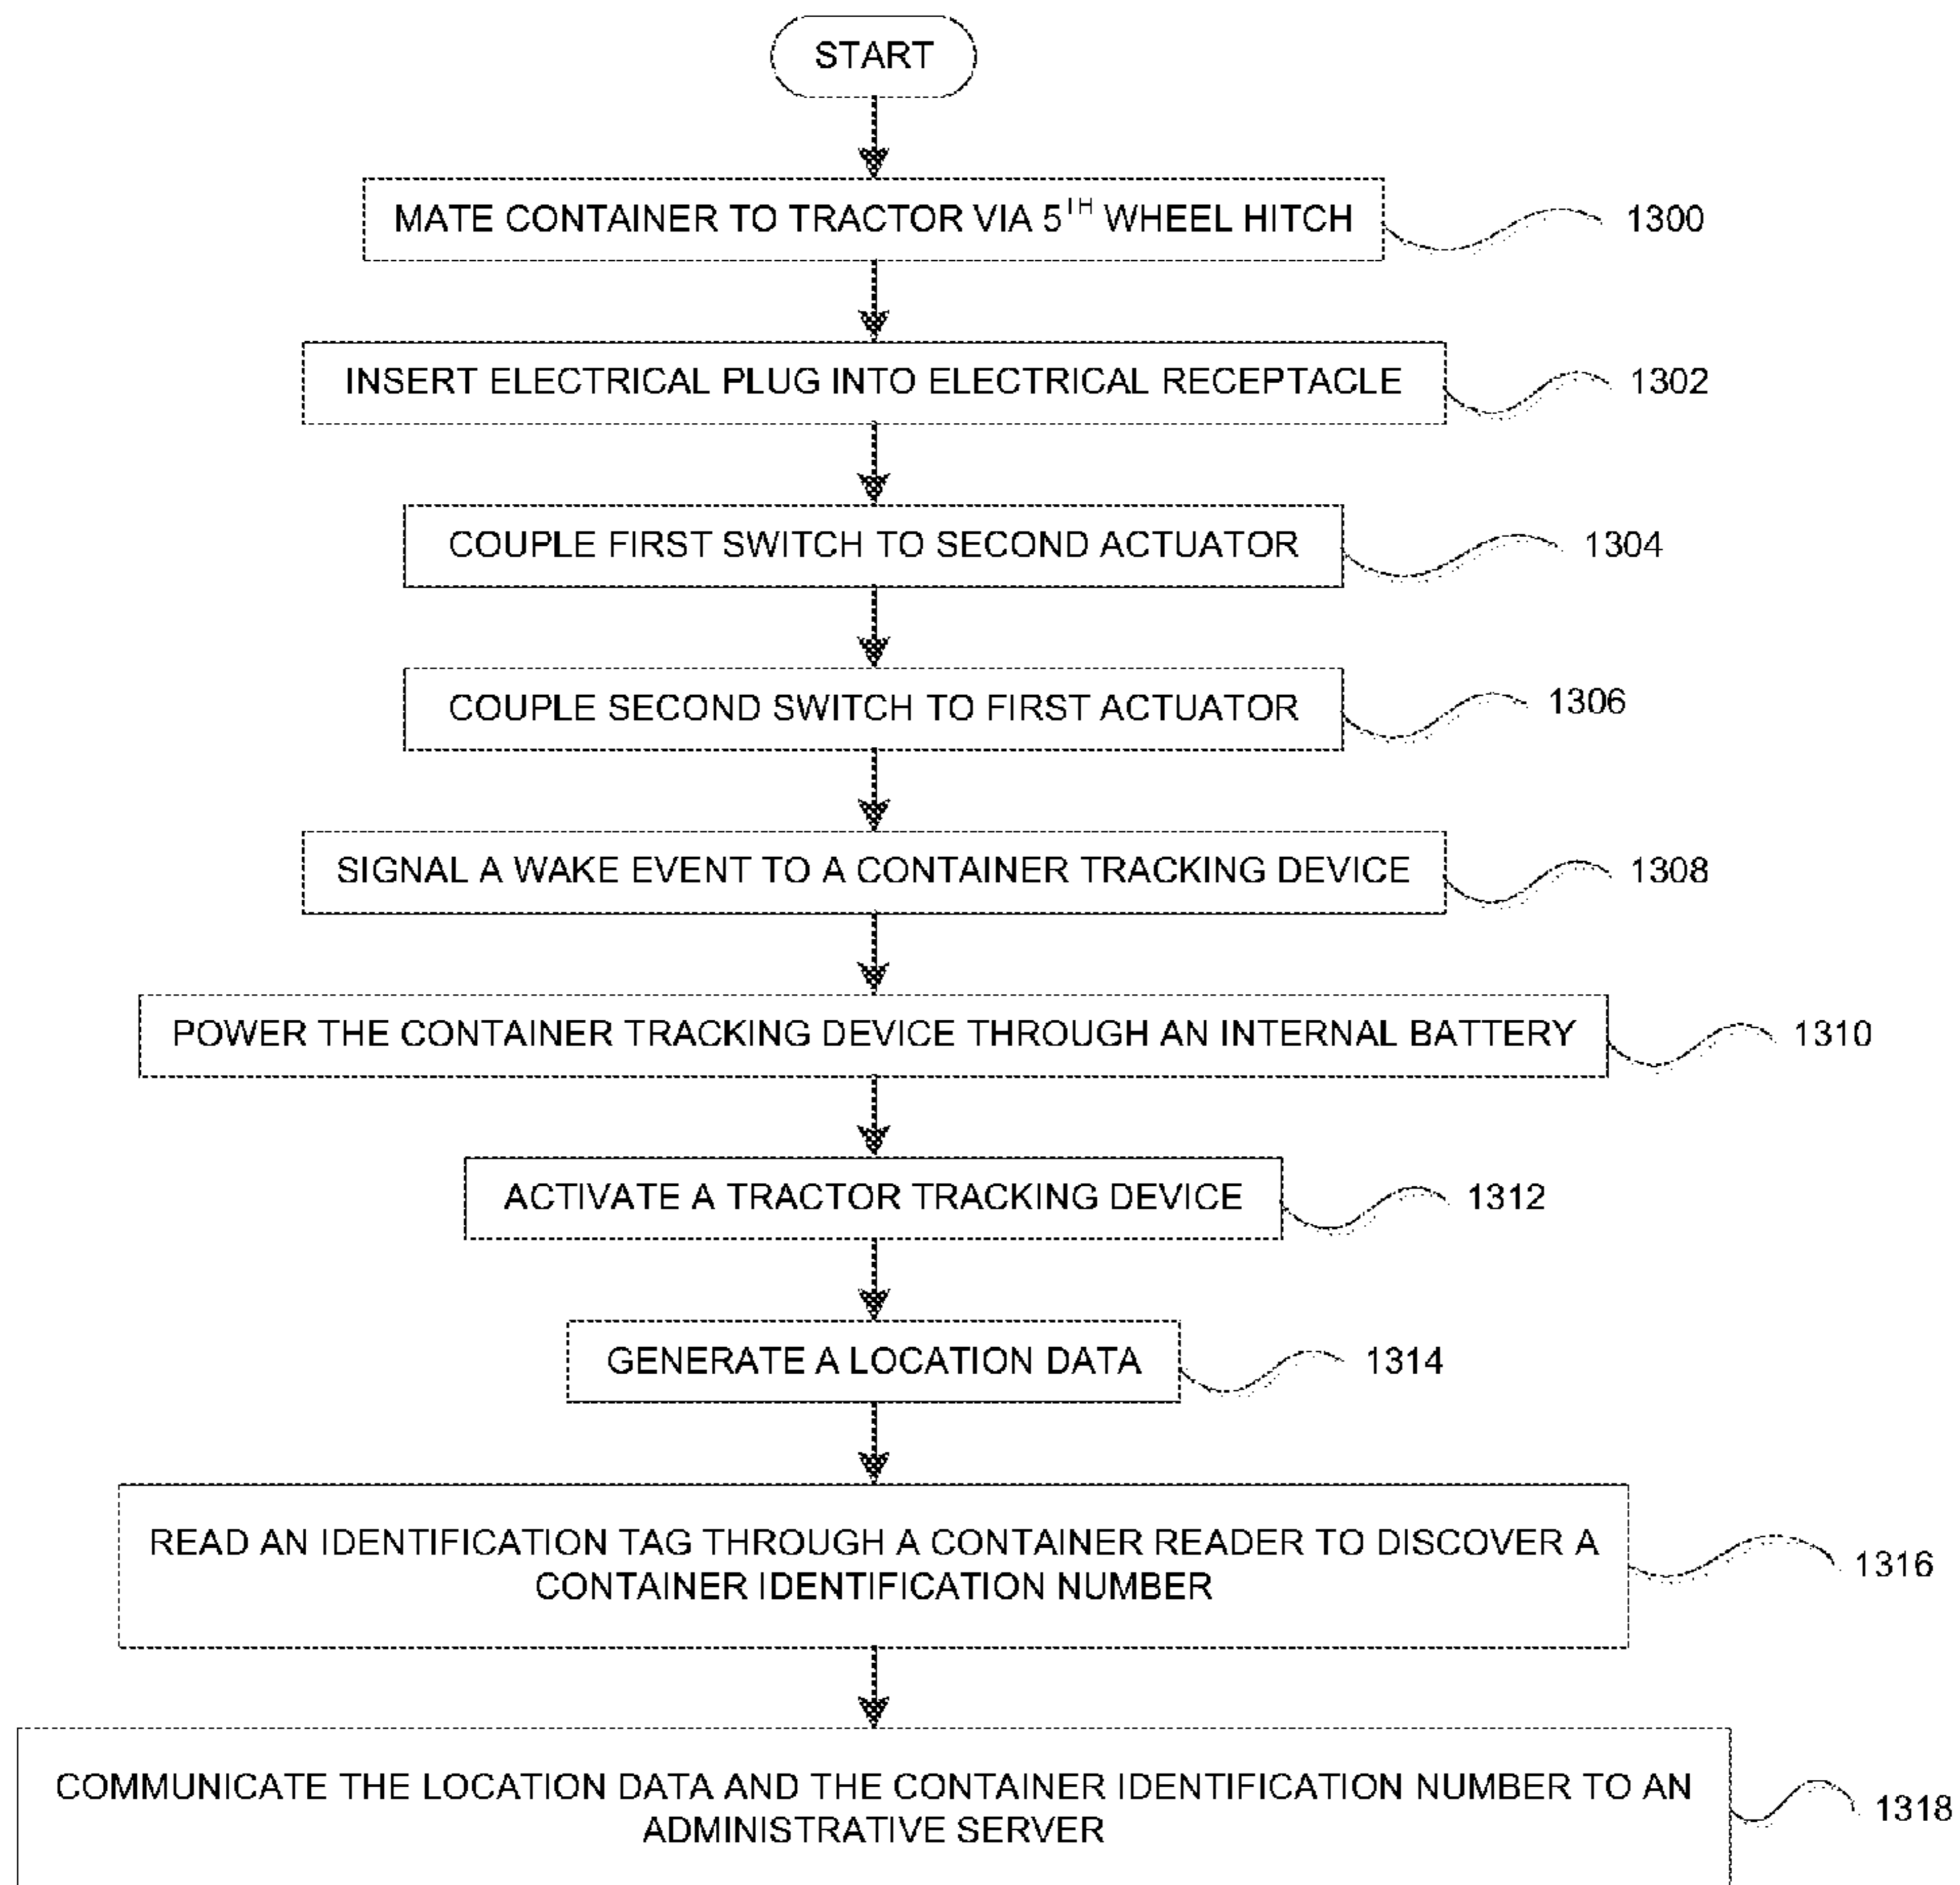 START
MATE CONTAINER TO TRACTOR VIA 5TH WHEEL HITCH
1300
INSERT ELECTRICAL PLUG INTO ELECTRICAL RECEPTACLE
1302
COUPLE FIRST SWITCH TO SECOND ACTUATOR
1304
COUPLE SECOND SWITCH TO FIRST ACTUATOR
1306
SIGNAL A WAKE EVENT TO A CONTAINER TRACKING DEVICE
1308
POWER THE CONTAINER TRACKING DEVICE THROUGH AN INTERNAL BATTERY
1310
ACTIVATE A TRACTOR TRACKING DEVICE
1312
GENERATE A LOCATION DATA
1314
READ AN IDENTIFICATION TAG THROUGH A CONTAINER READER TO DISCOVER A
CONTAINER IDENTIFICATION NUMBER
1316
COMMUNICATE THE LOCATION DATA AND THE CONTAINER IDENTIFICATION NUMBER TO AN
ADMINISTRATIVE SERVER
1318